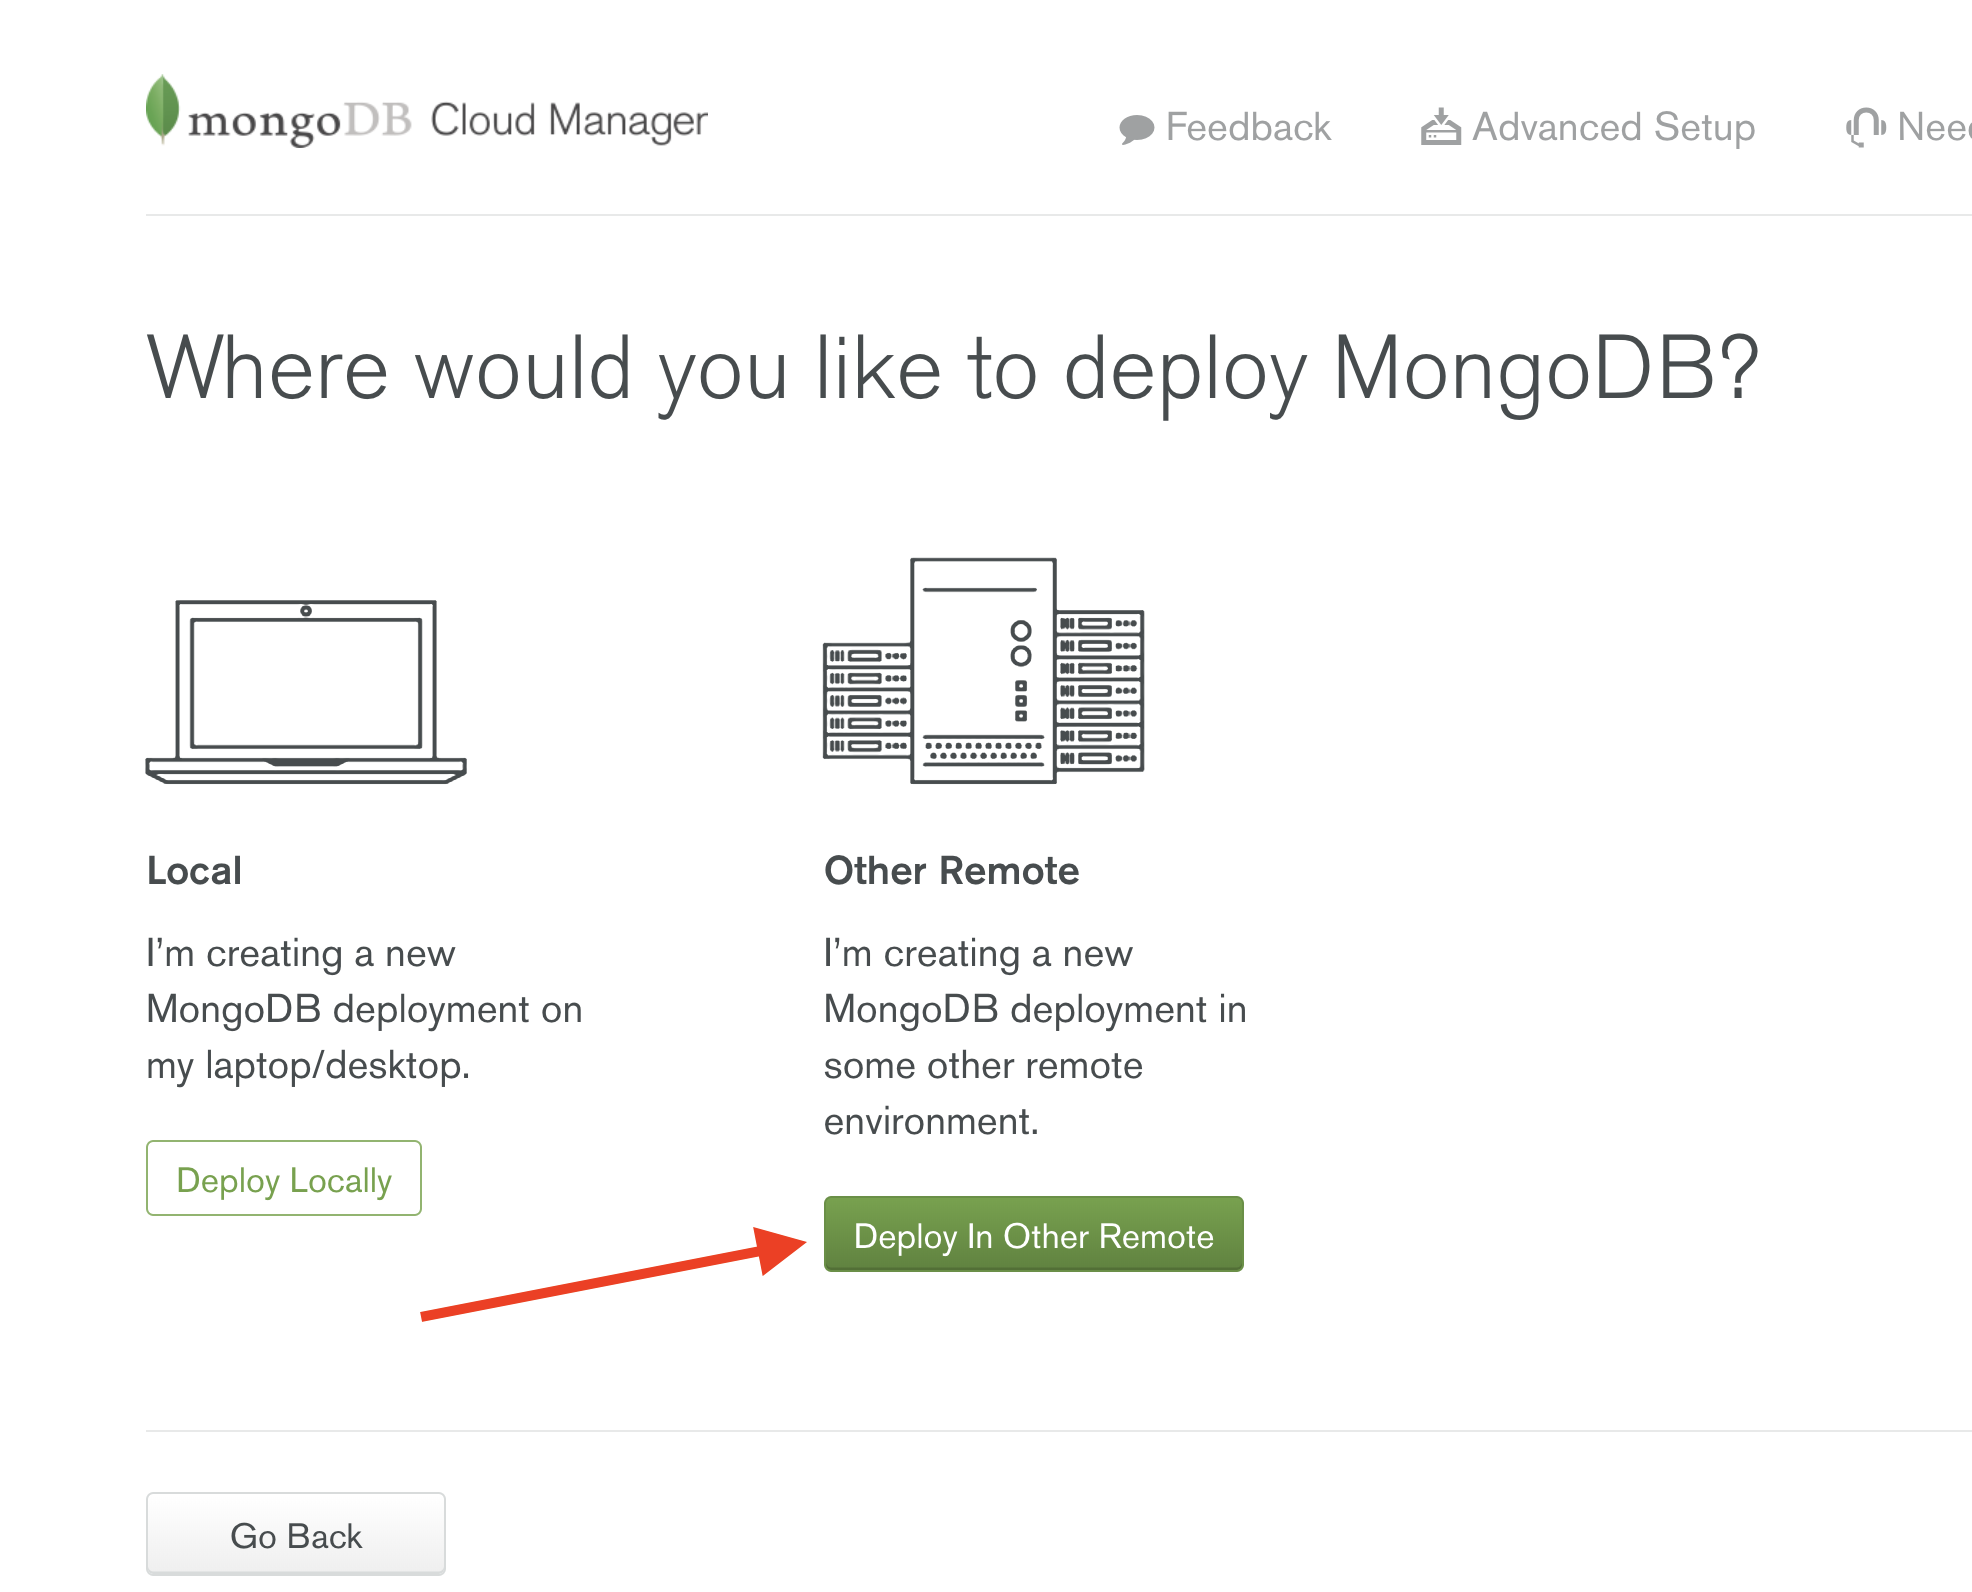 mongoDB Cloud Manager
Feedback
Advanced Setup
Where would you like to deploy MongoDB?
Local
I'm creating a new
MongoDB deployment on
my laptop/desktop.
Deploy Locally
Other Remote
I'm creating a new
MongoDB deployment in
some other remote
environment.
Deploy In Other Remote
Go Back